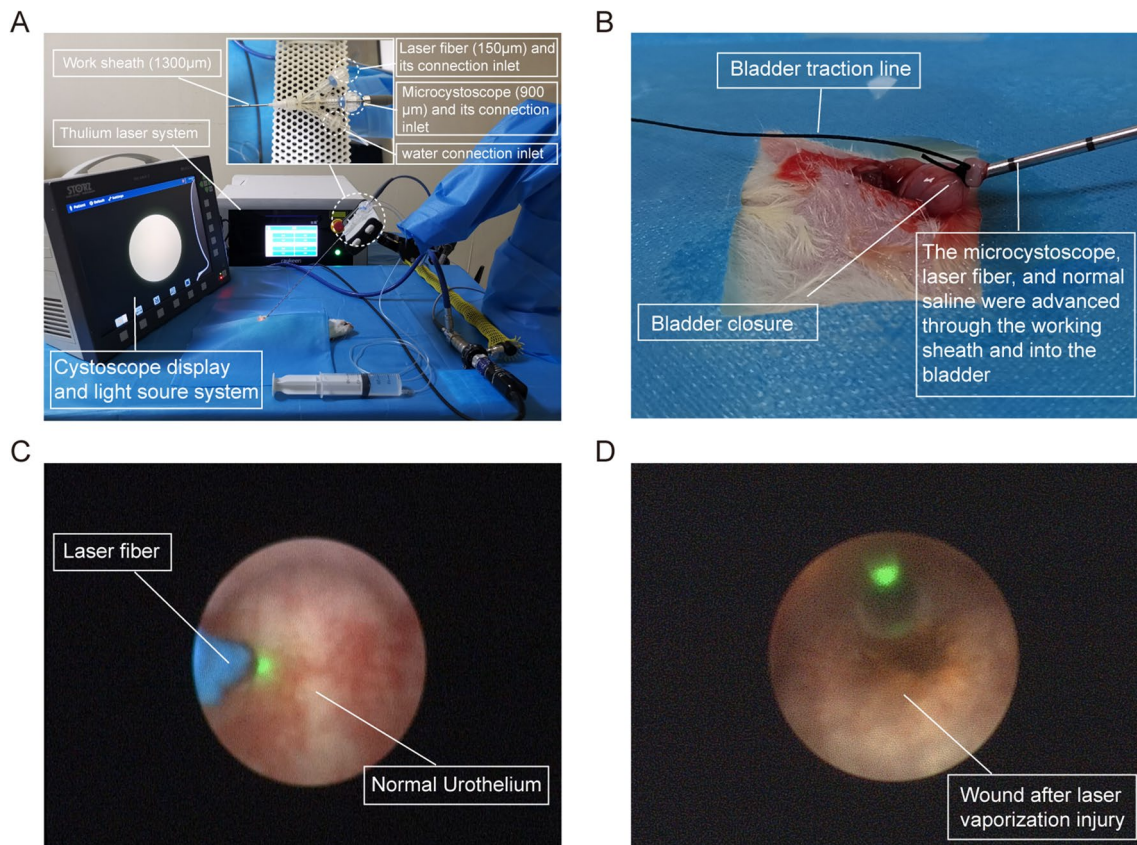 A
Work sheath (1300μm)
Laser fiber (150μm) and
its connection inlet
Microcystoscope (900
μm) and its connection
inlet
water connection inlet
Thulium laser system
STORZ
Cystoscope display
and light soure system
B
Bladder traction line
Bladder closure
The microcystoscope,
laser fiber, and normal
saline were advanced
through the working
sheath and into the
bladder
C
Laser fiber
Normal Urothelium
D
Wound after laser
vaporization injury